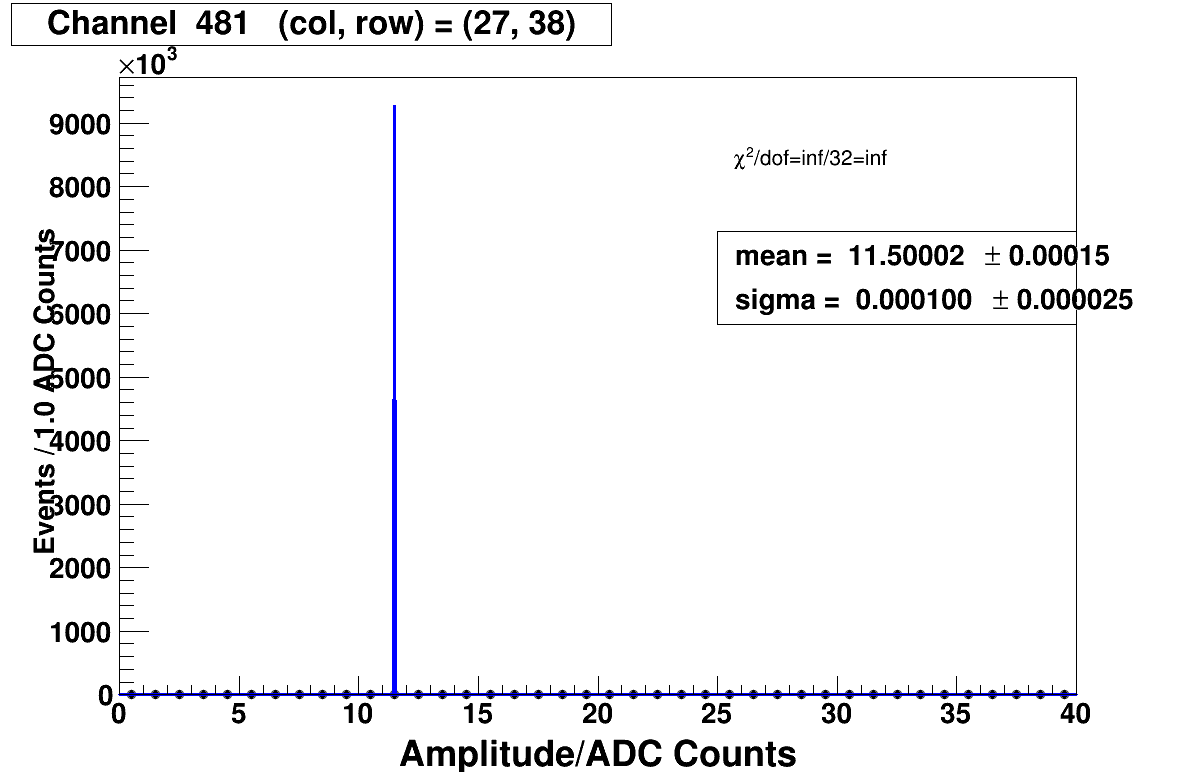 Channel 481 (col, row) = (27, 38)
×10³
9000
8000
7000
6000
5000
4000
3000
2000
1000
0
Events / 1.0 ADC Counts
χ²/dof=inf/32=inf
mean = 11.50002 ± 0.00015
sigma = 0.000100 ± 0.000025
0 5 10 15 20 25 30 35 40
Amplitude/ADC Counts